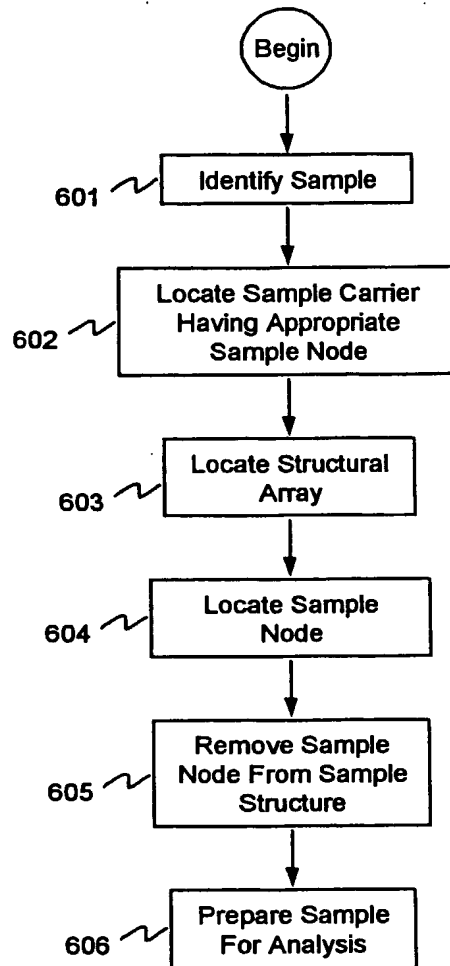 Begin
601
Identify Sample
602
Locate Sample Carrier
Having Appropriate
Sample Node
603
Locate Structural
Array
604
Locate Sample
Node
605
Remove Sample
Node From Sample
Structure
606
Prepare Sample
For Analysis